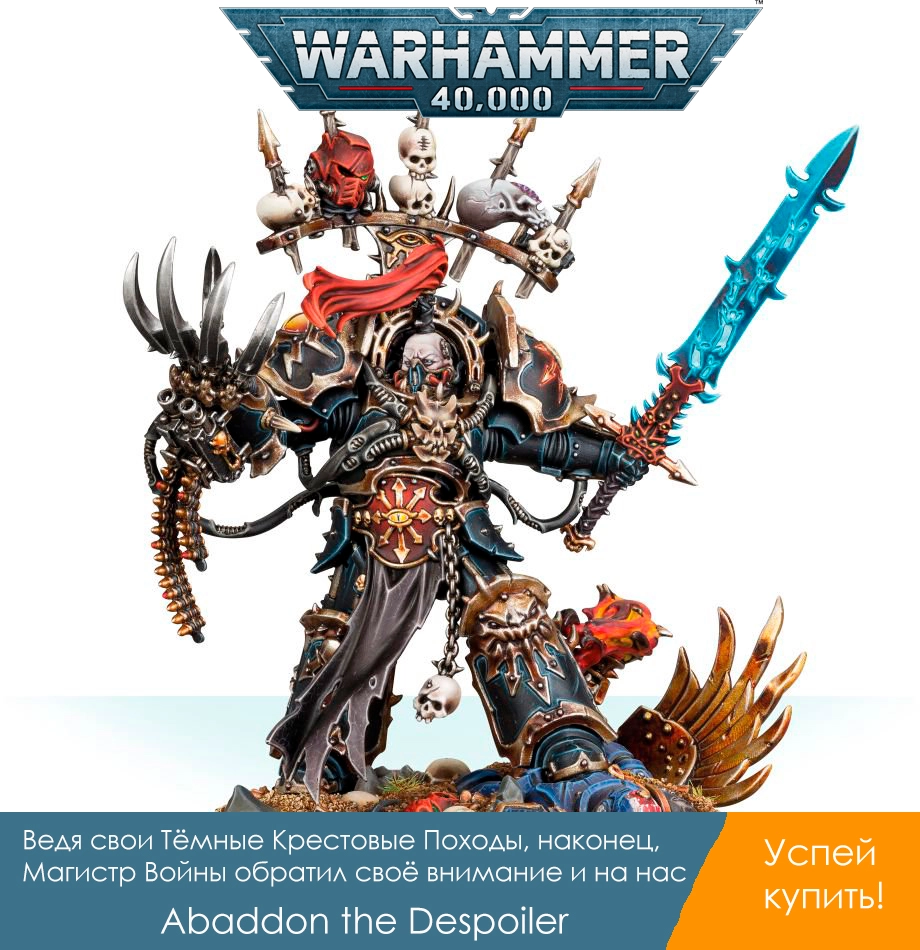 WARHAMMER
40,000
Ведя свои Тёмные Крестовые Походы, наконец,
Магистр Войны обратил своё внимание и на нас
Abaddon the Despoiler
Успей
купить!